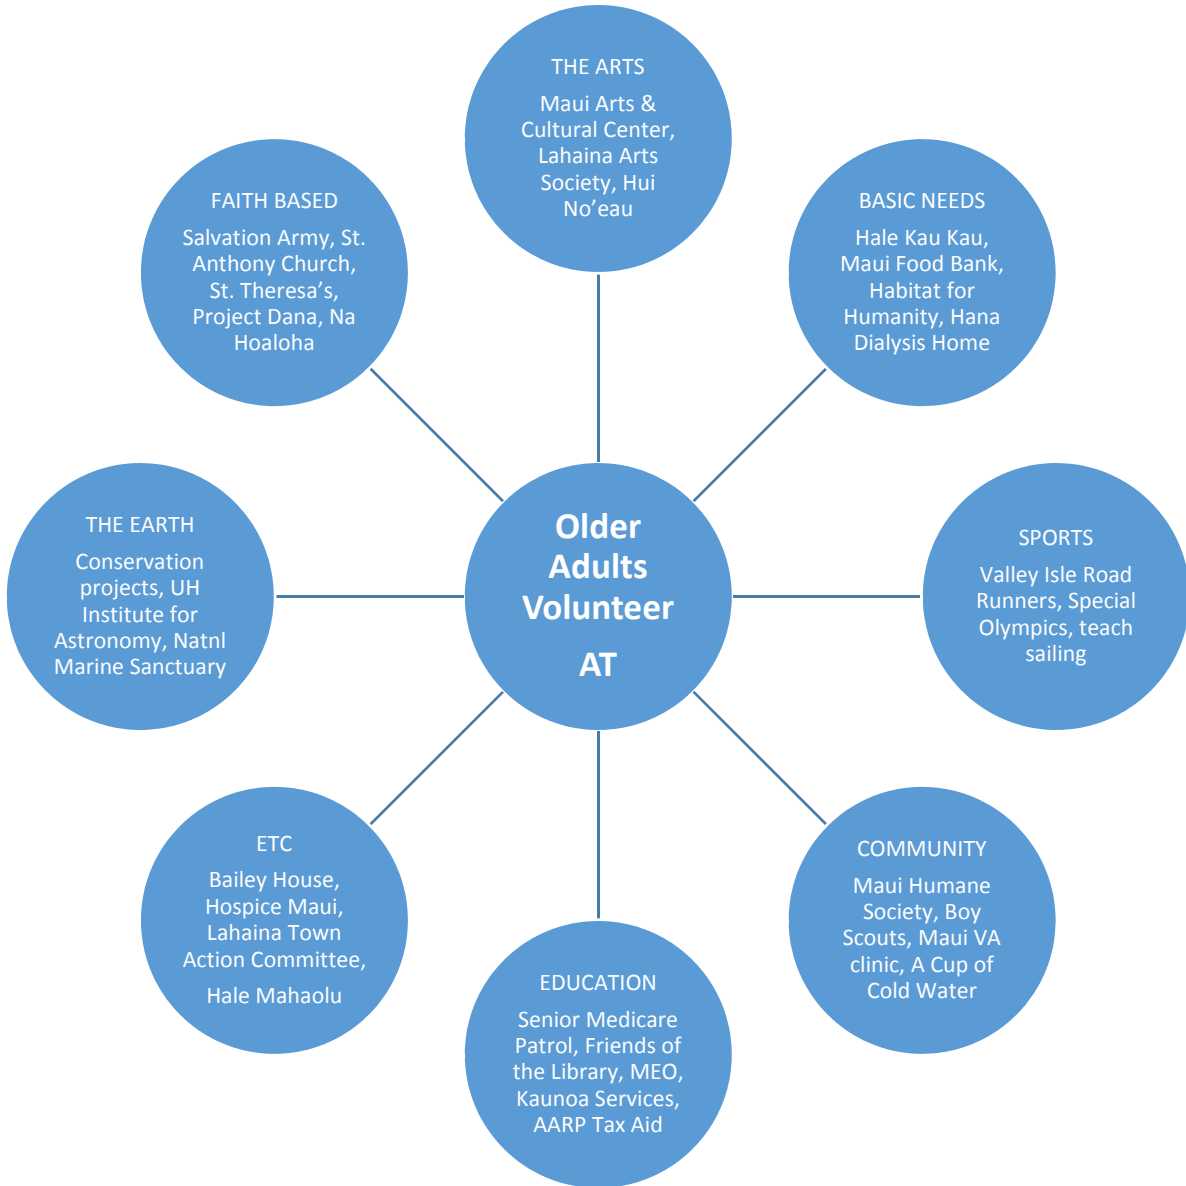 THE ARTS
Maui Arts &
Cultural Center,
Lahaina Arts
Society, Hui
No’eau
FAITH BASED
Salvation Army, St.
Anthony Church,
St. Theresa’s,
Project Dana, Na
Hoaloha
BASIC NEEDS
Hale Kau Kau,
Maui Food Bank,
Habitat for
Humanity, Hana
Dialysis Home
THE EARTH
Conservation
projects, UH
Institute for
Astronomy, Natnl
Marine Sanctuary
Older
Adults
Volunteer
AT
SPORTS
Valley Isle Road
Runners, Special
Olympics, teach
sailing
ETC
Bailey House,
Hospice Maui,
Lahaina Town
Action Committee,
Hale Mahaolu
COMMUNITY
Maui Humane
Society, Boy
Scouts, Maui VA
clinic, A Cup of
Cold Water
EDUCATION
Senior Medicare
Patrol, Friends of
the Library, MEO,
Kaunoa Services,
AARP Tax Aid